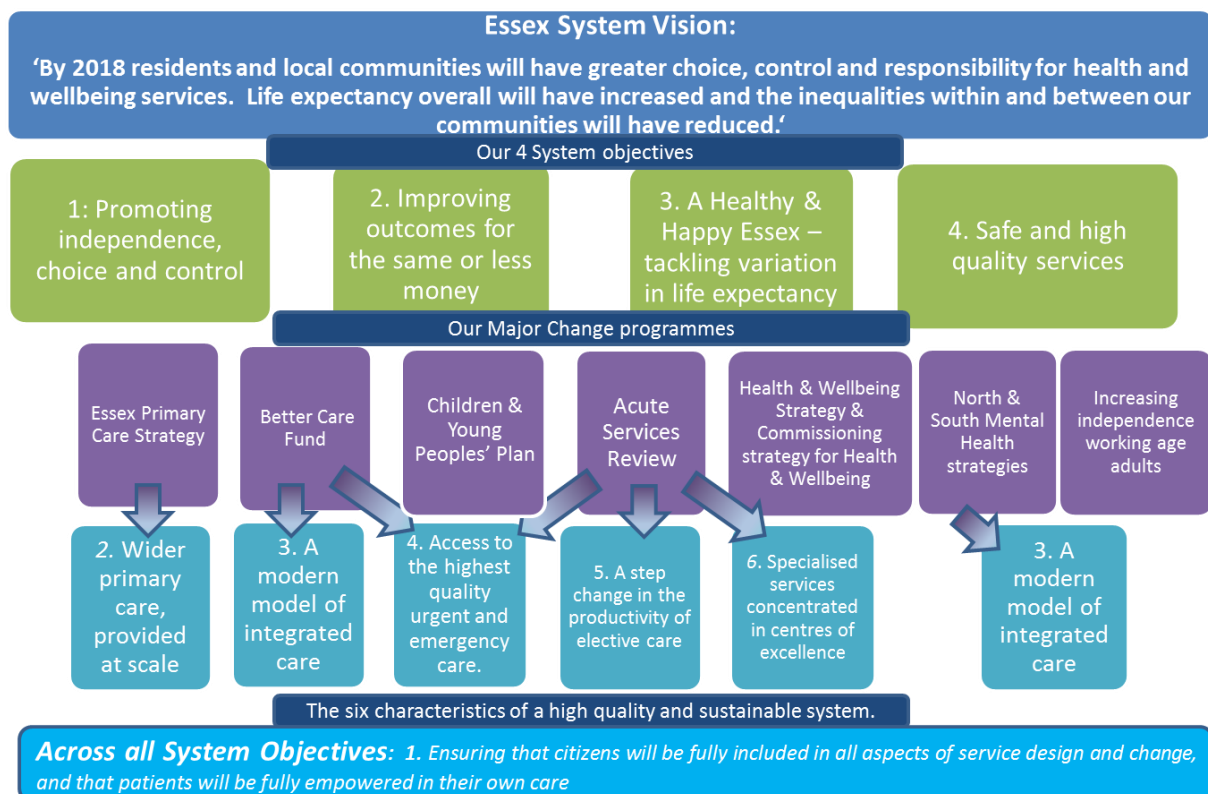 Essex System Vision:
‘By 2018 residents and local communities will have greater choice, control and responsibility for health and
wellbeing services.  Life expectancy overall will have increased and the inequalities within and between our
communities will have reduced.‘
Our 4 System objectives
1: Promoting
independence,
choice and control
2. Improving
outcomes for
the same or less
money
3. A Healthy &
Happy Essex –
tackling variation
in life expectancy
4. Safe and high
quality services
Our Major Change programmes
Essex Primary
Care Strategy
Better Care
Fund
Children &
Young
Peoples’ Plan
Acute
Services
Review
Health & Wellbeing
Strategy &
Commissioning
strategy for Health
& Wellbeing
North &
South Mental
Health
strategies
Increasing
independence
working age
adults
2. Wider
primary
care,
provided
at scale
3. A
modern
model of
integrated
care
4. Access to
the highest
quality
urgent and
emergency
care.
5. A step
change in the
productivity of
elective care
6. Specialised
services
concentrated
in centres of
excellence
3. A
modern
model of
integrated
care
The six characteristics of a high quality and sustainable system.
Across all System Objectives: 1. Ensuring that citizens will be fully included in all aspects of service design and change,
and that patients will be fully empowered in their own care